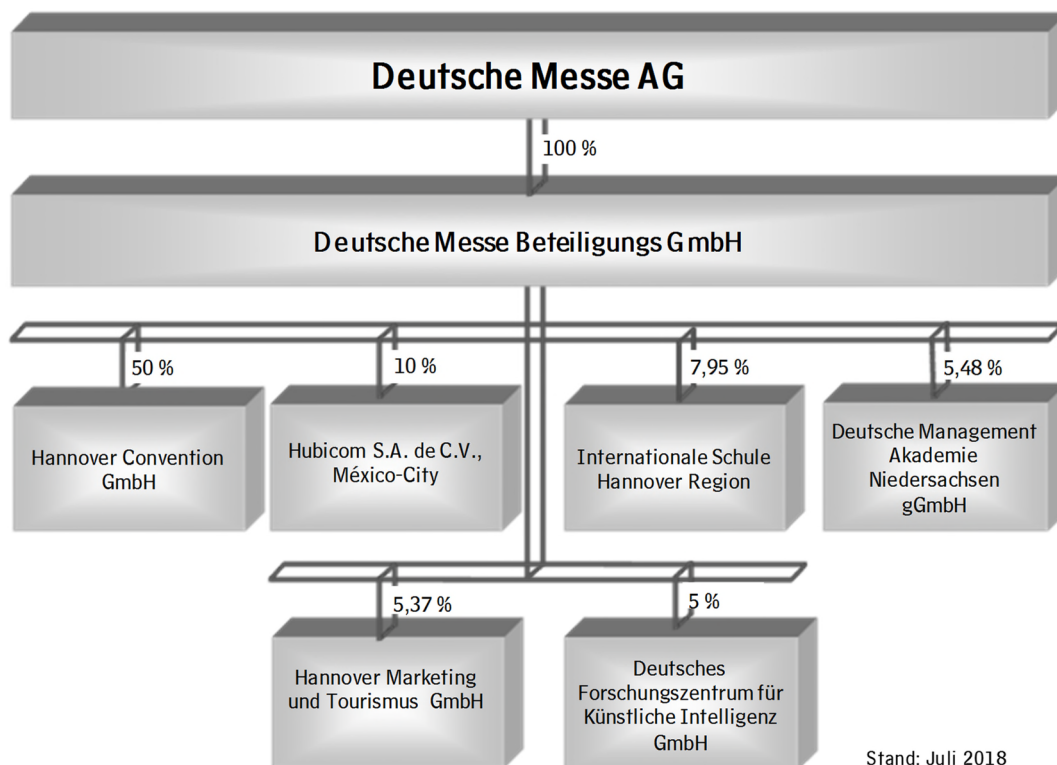 Deutsche Messe AG
100 %
Deutsche Messe Beteiligungs GmbH
50 %
10 %
7,95 %
5,48 %
Hannover Convention
GmbH
Hubicom S.A. de C.V.,
México-City
Internationale Schule
Hannover Region
Deutsche Management
Akademie
Niedersachsen
gGmbH
5,37 %
5 %
Hannover Marketing
und Tourismus GmbH
Deutsches
Forschungszentrum für
Künstliche Intelligenz
GmbH
Stand: Juli 2018